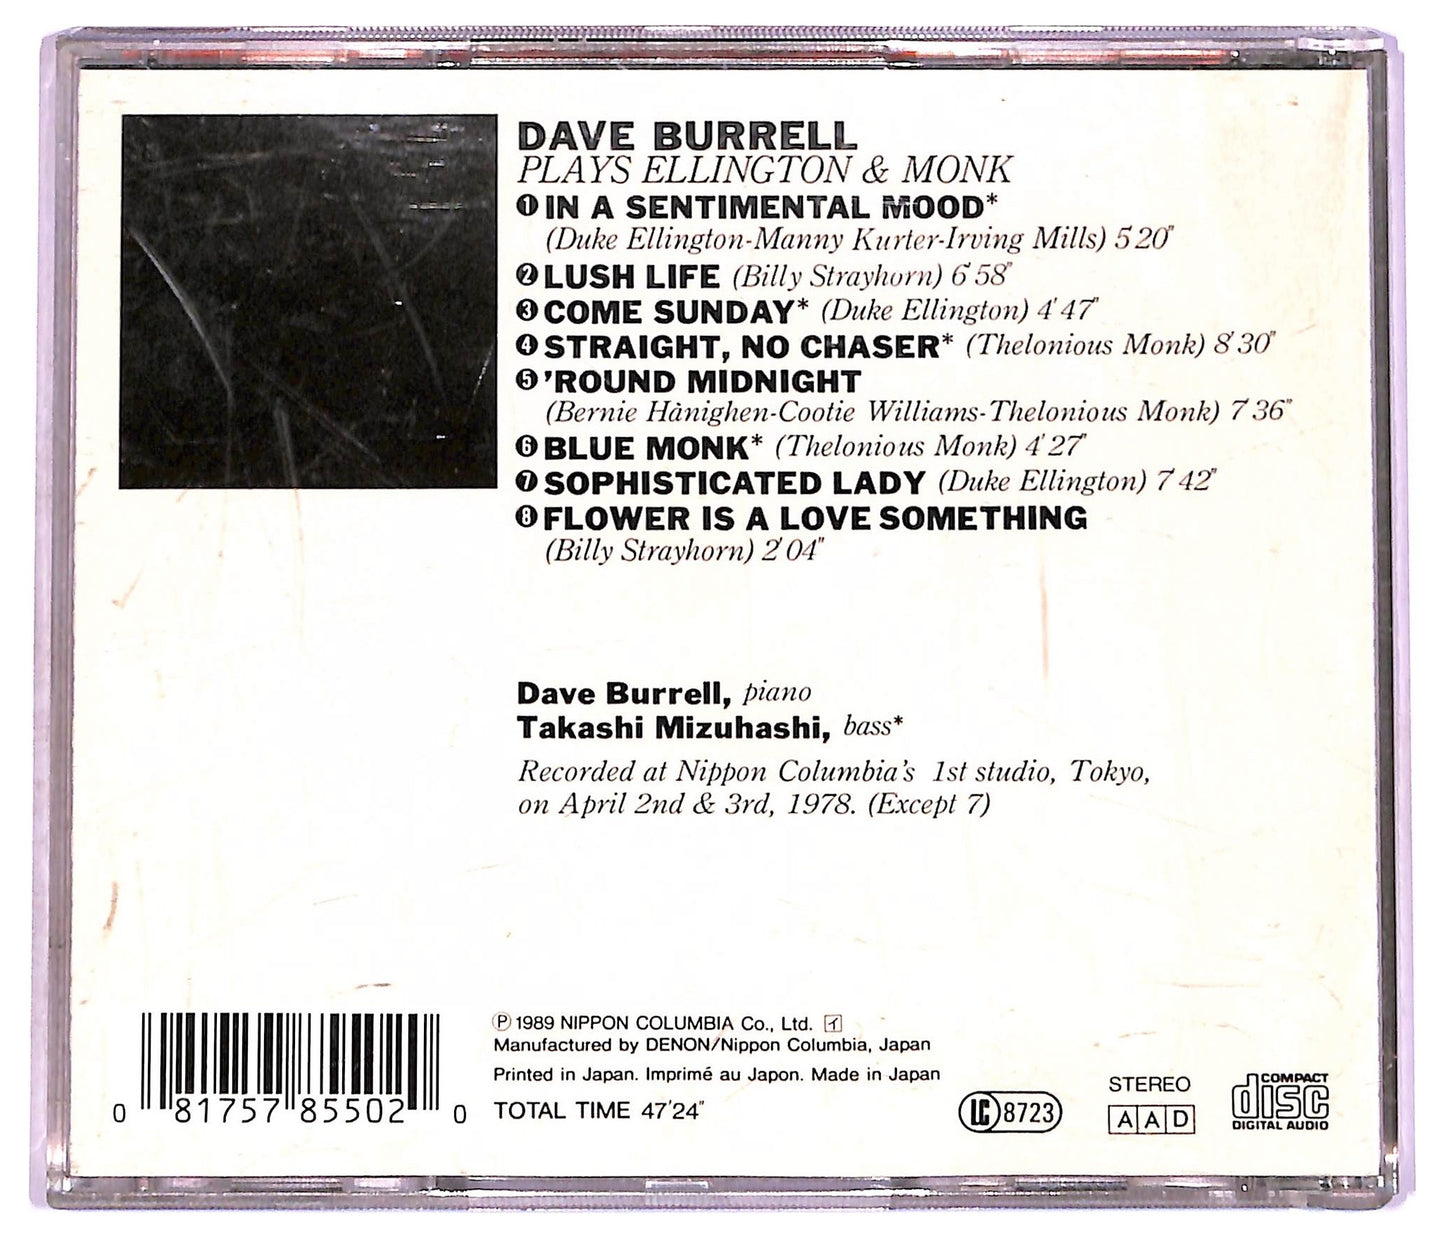 DAVE BURRELL
PLAYS ELLINGTON & MONK
❶ IN A SENTIMENTAL MOOD*
(Duke Ellington-Manny Kurter-Irving Mills) 5'20"
❷ LUSH LIFE (Billy Strayhorn) 6'58"
❸ COME SUNDAY* (Duke Ellington) 4'47"
❹ STRAIGHT, NO CHASER* (Thelonious Monk) 8'30"
❺ 'ROUND MIDNIGHT
(Bernie Hànighen-Cootie Williams-Thelonious Monk) 7'36"
❻ BLUE MONK* (Thelonious Monk) 4'27"
❼ SOPHISTICATED LADY (Duke Ellington) 7'42"
❽ FLOWER IS A LOVE SOMETHING
(Billy Strayhorn) 2'04"
Dave Burrell, piano
Takashi Mizuhashi, bass*
Recorded at Nippon Columbia's 1st studio, Tokyo,
on April 2nd & 3rd, 1978. (Except 7)
0 81757 85502 0
℗ 1989 NIPPON COLUMBIA Co., Ltd. イ
Manufactured by DENON/Nippon Columbia, Japan
Printed in Japan. Imprimé au Japon. Made in Japan
TOTAL TIME 47'24"
LC 8723
STEREO
AAD
COMPACT
disc
DIGITAL AUDIO